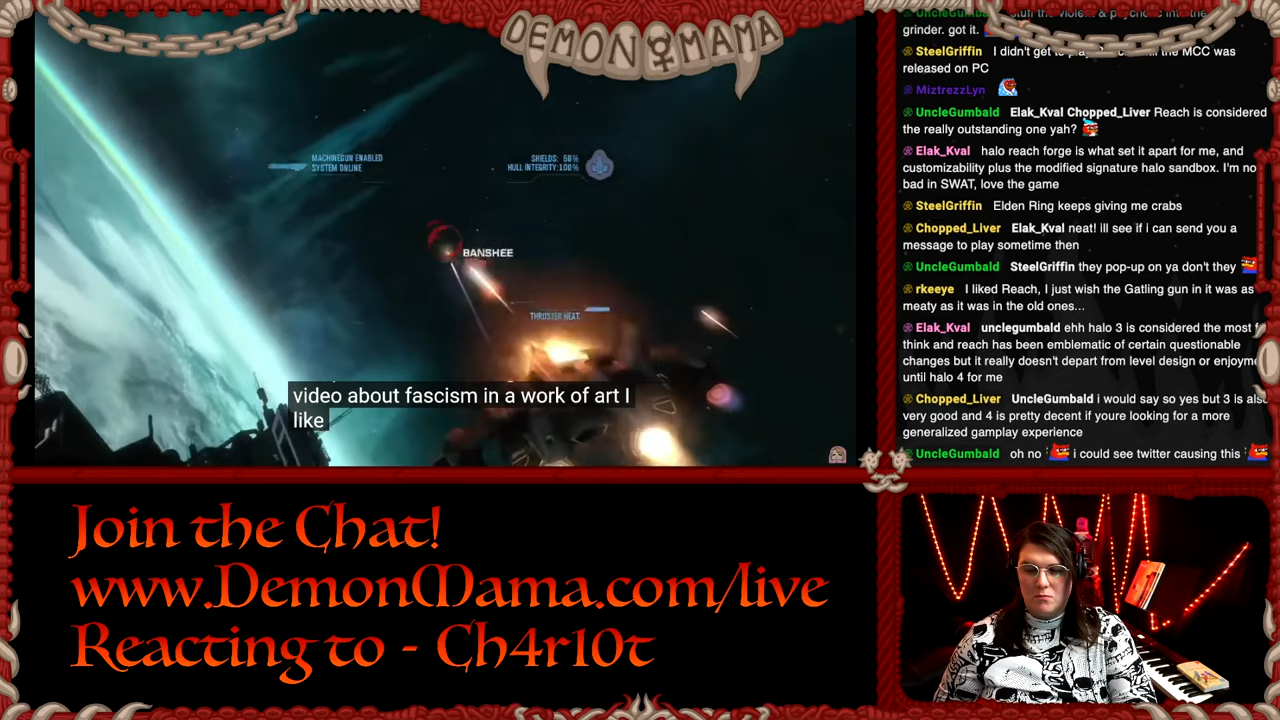 DEMON MAMA
MACHINEGUN ENABLED
SYSTEM ONLINE
SHIELDS: 50%
HULL INTEGRITY:100%
BANSHEE
THRUSTER HEAT.
video about fascism in a work of art I
like
UncleGumba
grinder. got it.
SteelGriffin I didn't get to the MCC was
released on PC
MiztrezzLyn
UncleGumbald Elak_Kval Chopped_Liver Reach is considered
the really outstanding one yah?
Elak_Kval halo reach forge is what set it apart for me, and
customizability plus the modified signature halo sandbox. I'm no
bad in SWAT, love the game
SteelGriffin Elden Ring keeps giving me crabs
Chopped_Liver Elak_Kval neat! ill see if i can send you a
message to play sometime then
UncleGumbald SteelGriffin they pop-up on ya don't they
rkeeye I liked Reach, I just wish the Gatling gun in it was as
meaty as it was in the old ones...
Elak_Kval unclegumbald ehh halo 3 is considered the most f
think and reach has been emblematic of certain questionable
changes but it really doesn't depart from level design or enjoyme
until halo 4 for me
Chopped_Liver UncleGumbald i would say so yes but 3 is als
very good and 4 is pretty decent if youre looking for a more
generalized gamplay experience
UncleGumbald oh no i could see twitter causing this
Join the Chat!
www.DemonMama.com/live
Reacting to - Ch4r10t